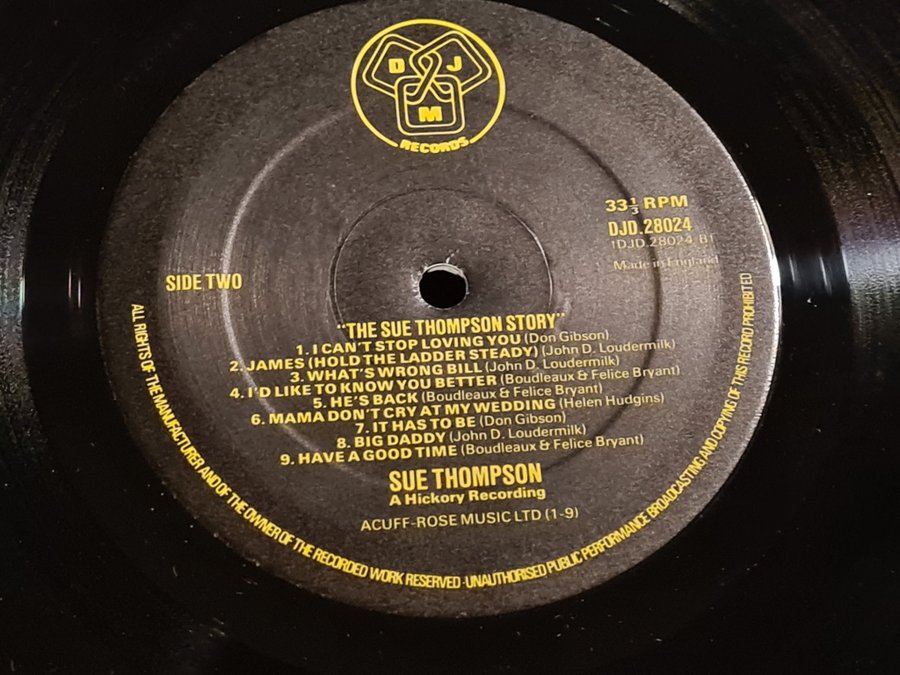 D J
M
RECORDS
33⅓ RPM
DJD.28024
(DJD.28024 B)
Made in England
SIDE TWO
"THE SUE THOMPSON STORY"
1. I CAN'T STOP LOVING YOU (Don Gibson)
2. JAMES (HOLD THE LADDER STEADY) (John D. Loudermilk)
3. WHAT'S WRONG BILL (John D. Loudermilk)
4. I'D LIKE TO KNOW YOU BETTER (Boudleaux & Felice Bryant)
5. HE'S BACK (Boudleaux & Felice Bryant)
6. MAMA DON'T CRY AT MY WEDDING (Helen Hudgins)
7. IT HAS TO BE (Don Gibson)
8. BIG DADDY (John D. Loudermilk)
9. HAVE A GOOD TIME (Boudleaux & Felice Bryant)
SUE THOMPSON
A Hickory Recording
ACUFF-ROSE MUSIC LTD (1-9)
ALL RIGHTS OF THE MANUFACTURER AND OF THE OWNER OF THE RECORDED WORK RESERVED·UNAUTHORISED PUBLIC PERFORMANCE BROADCASTING AND COPYING OF THIS RECORD PROHIBITED